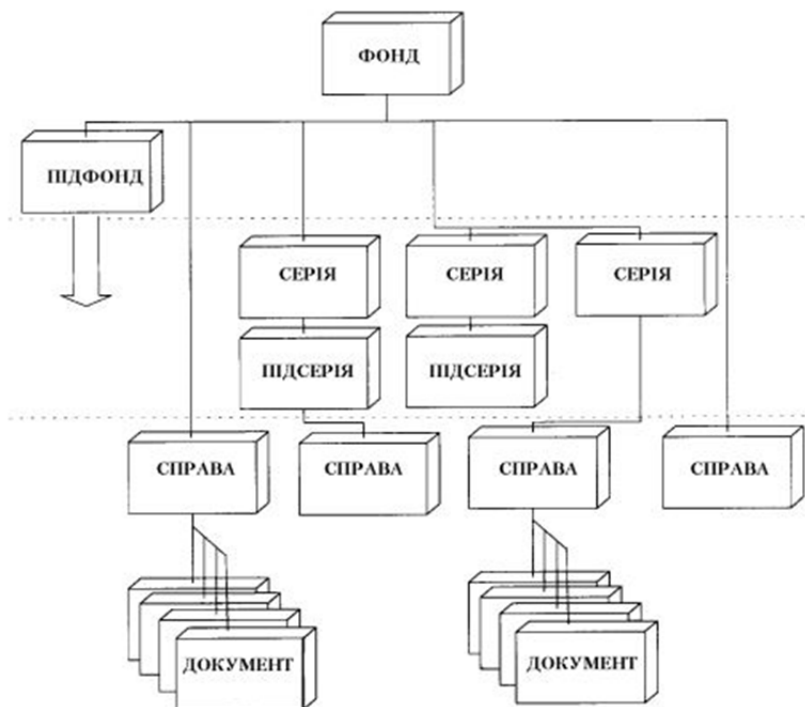 ФОНД
ПІДФОНД
СЕРІЯ СЕРІЯ СЕРІЯ
ПІДСЕРІЯ ПІДСЕРІЯ
СПРАВА СПРАВА СПРАВА СПРАВА
ДОКУМЕНТ ДОКУМЕНТ